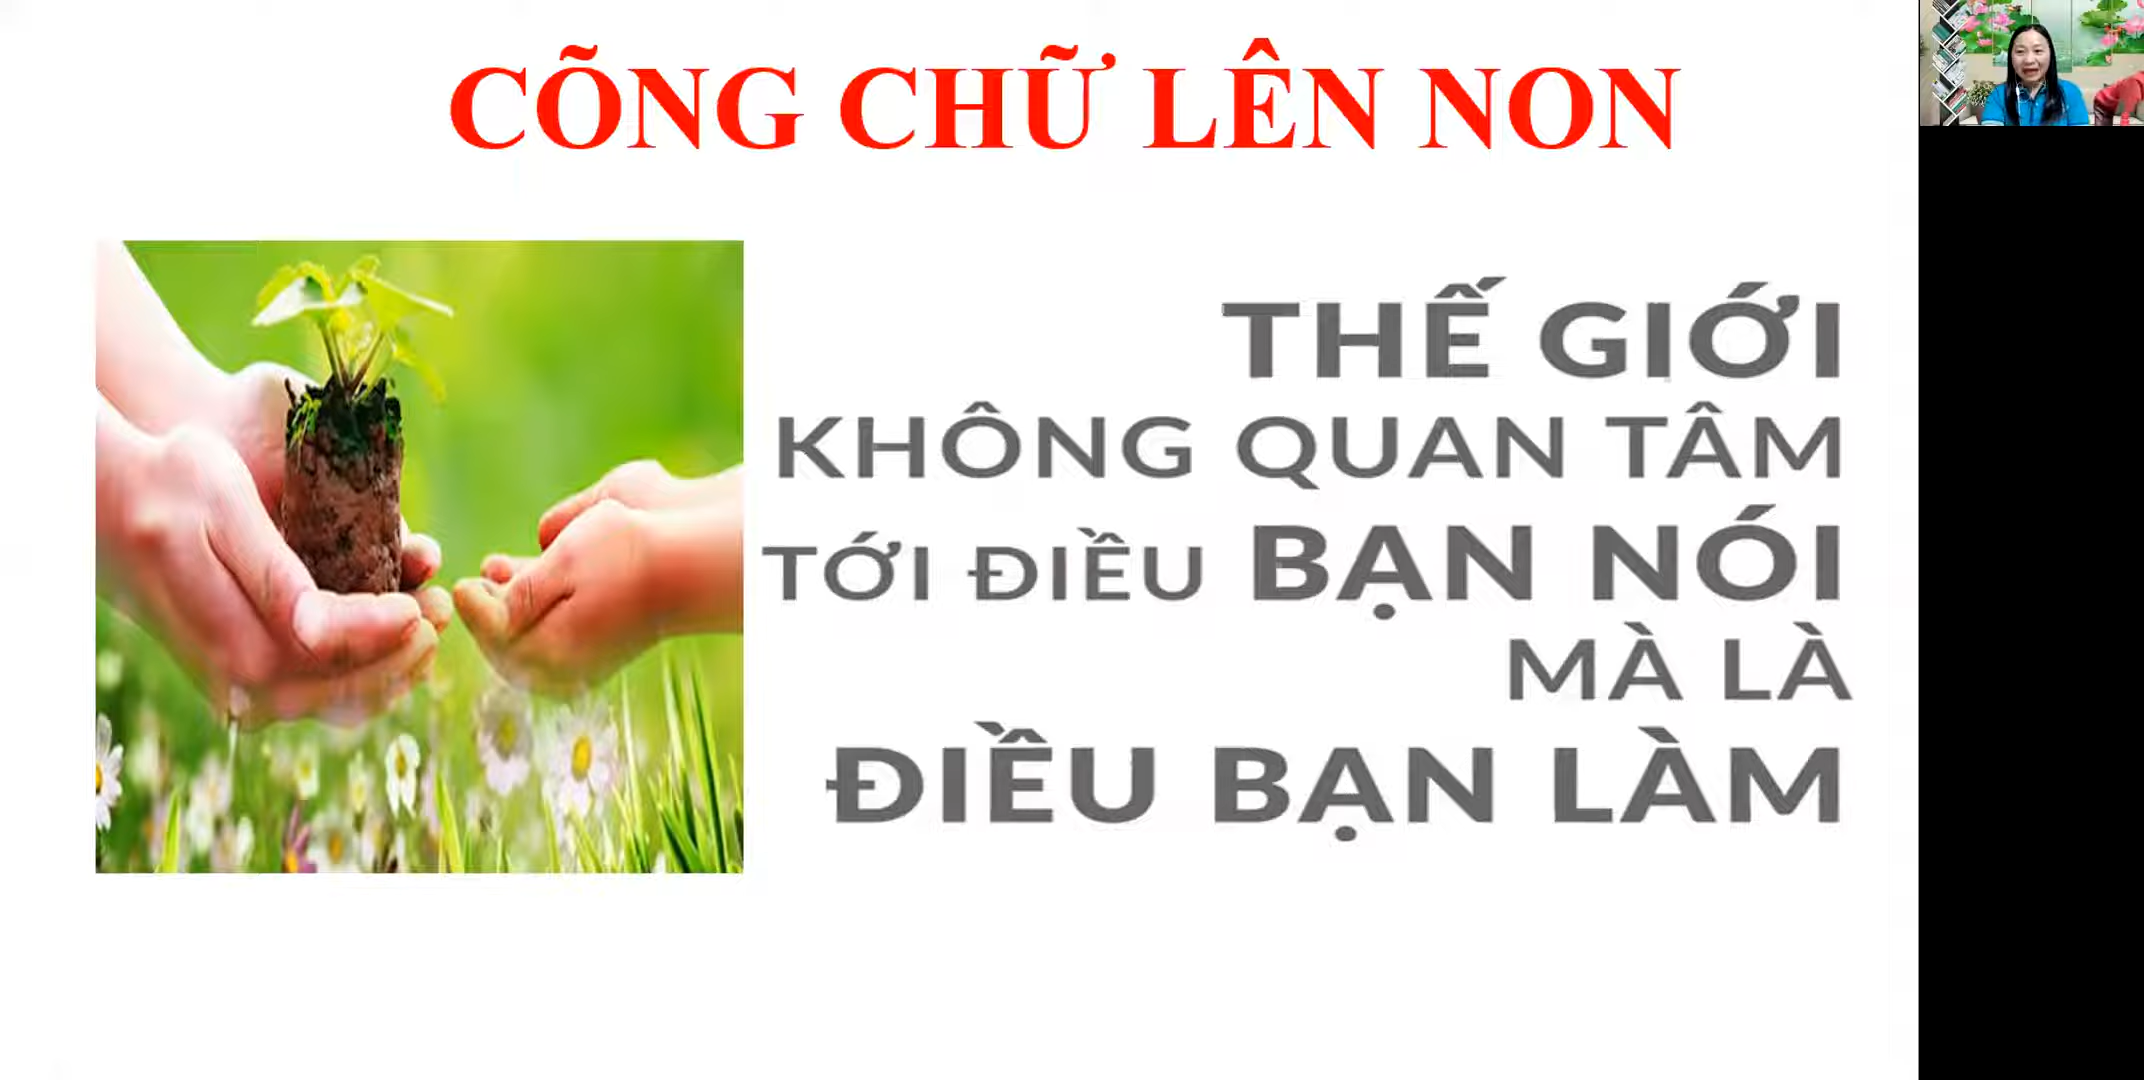 CÕNG CHỮ LÊN NON
THẾ GIỚI
KHÔNG QUAN TÂM
TỚI ĐIỀU BẠN NÓI
MÀ LÀ
ĐIỀU BẠN LÀM